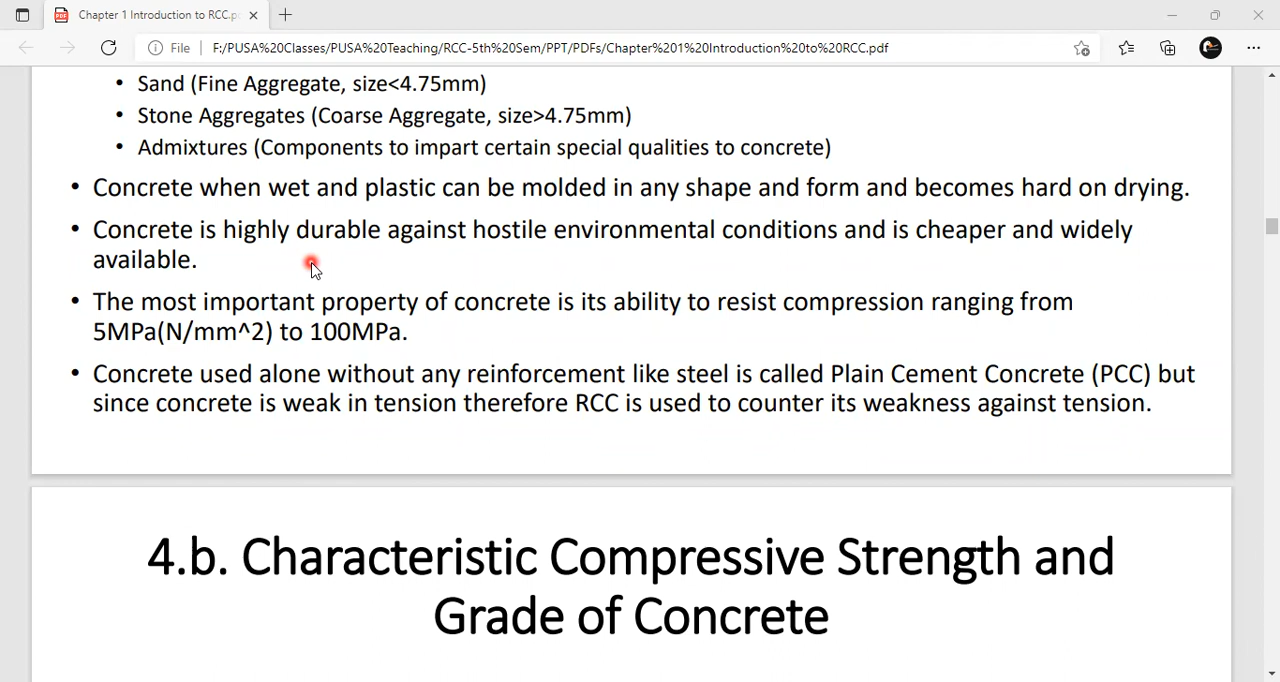 Chapter 1 Introduction to RCC.p
File F:/PUSA%20Classes/PUSA%20Teaching/RCC-5th%20Sem/PPT/PDFs/Chapter%201%20Introduction%20to%20RCC.pdf
• Sand (Fine Aggregate, size<4.75mm)
• Stone Aggregates (Coarse Aggregate, size>4.75mm)
• Admixtures (Components to impart certain special qualities to concrete)
• Concrete when wet and plastic can be molded in any shape and form and becomes hard on drying.
• Concrete is highly durable against hostile environmental conditions and is cheaper and widely
available.
• The most important property of concrete is its ability to resist compression ranging from
5MPa(N/mm^2) to 100MPa.
• Concrete used alone without any reinforcement like steel is called Plain Cement Concrete (PCC) but
since concrete is weak in tension therefore RCC is used to counter its weakness against tension.
4.b. Characteristic Compressive Strength and
Grade of Concrete